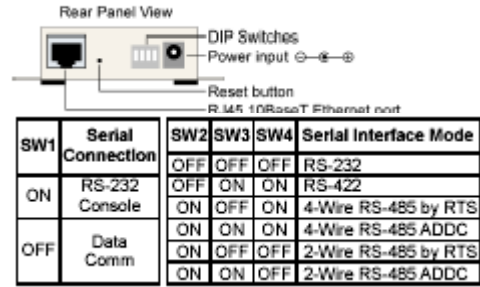 Rear Panel View
DIP Switches
Power input
Reset button
RJ45 10BaseT Ethernet port
SW1 Serial Connection SW2 SW3 SW4 Serial Interface Mode
OFF OFF OFF RS-232
ON RS-232 Console OFF ON ON RS-422
ON OFF ON 4-Wire RS-485 by RTS
OFF Data Comm ON ON ON 4-Wire RS-485 ADDC
ON OFF OFF 2-Wire RS-485 by RTS
ON ON OFF 2-Wire RS-485 ADDC